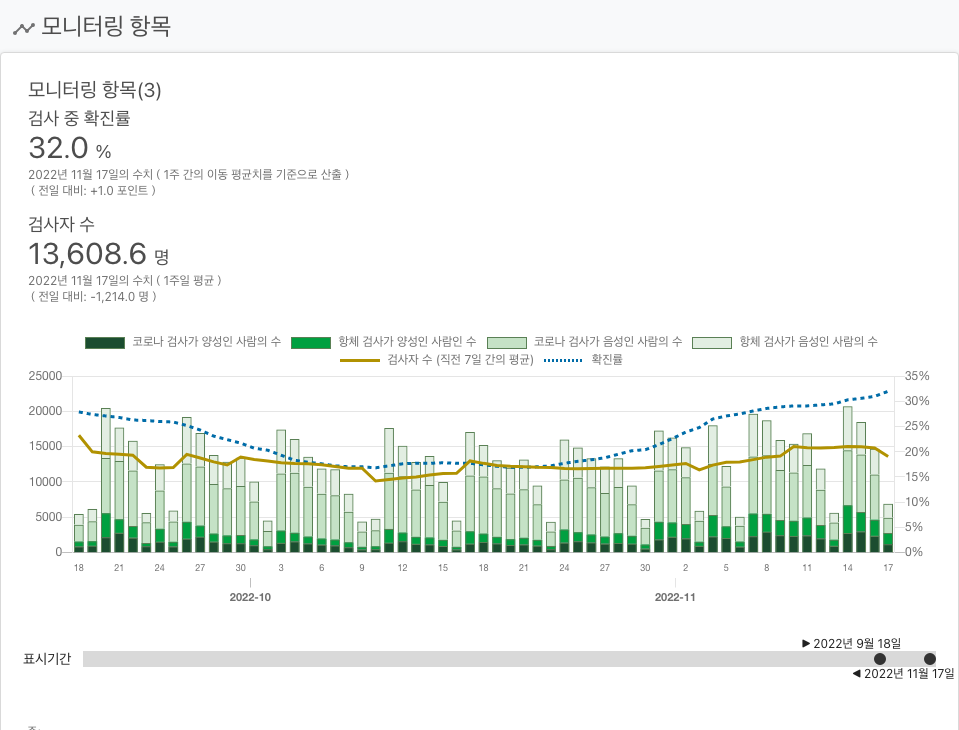 모니터링 항목
모니터링 항목(3)
검사 중 확진률
32.0 %
2022년 11월 17일의 수치 ( 1주 간의 이동 평균치를 기준으로 산출 )
( 전일 대비: +1.0 포인트 )
검사자 수
13,608.6 명
2022년 11월 17일의 수치 ( 1주일 평균 )
( 전일 대비: -1,214.0 명 )
코로나 검사가 양성인 사람의 수 항체 검사가 양성인 사람인 수 코로나 검사가 음성인 사람의 수 항체 검사가 음성인 사람의 수
검사자 수 (직전 7일 간의 평균) 확진률
25000 35%
30%
20000
25%
15000
20%
15%
10000
10%
5000
5%
0 0%
18 21 24 27 30 3 6 9 12 15 18 21 24 27 30 2 5 8 11 14 17
2022-10 2022-11
▶ 2022년 9월 18일
표시기간
◀ 2022년 11월 17일